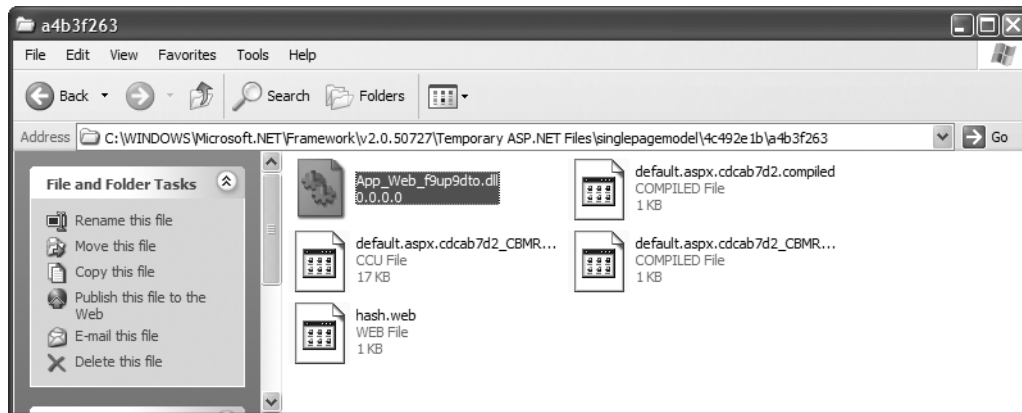 a4b3f263
File Edit View Favorites Tools Help
Back Search Folders
Address C:\WINDOWS\Microsoft.NET\Framework\v2.0.50727\Temporary ASP.NET Files\singlepagemodel\4c492e1b\a4b3f263 Go
File and Folder Tasks
Rename this file
Move this file
Copy this file
Publish this file to the
Web
E-mail this file
Delete this file
App_Web_f9up9dto.dll
0.0.0.0
default.aspx.cdcab7d2.compiled
COMPILED File
1 KB
default.aspx.cdcab7d2_CBMR...
CCU File
17 KB
default.aspx.cdcab7d2_CBMR...
COMPILED File
1 KB
hash.web
WEB File
1 KB